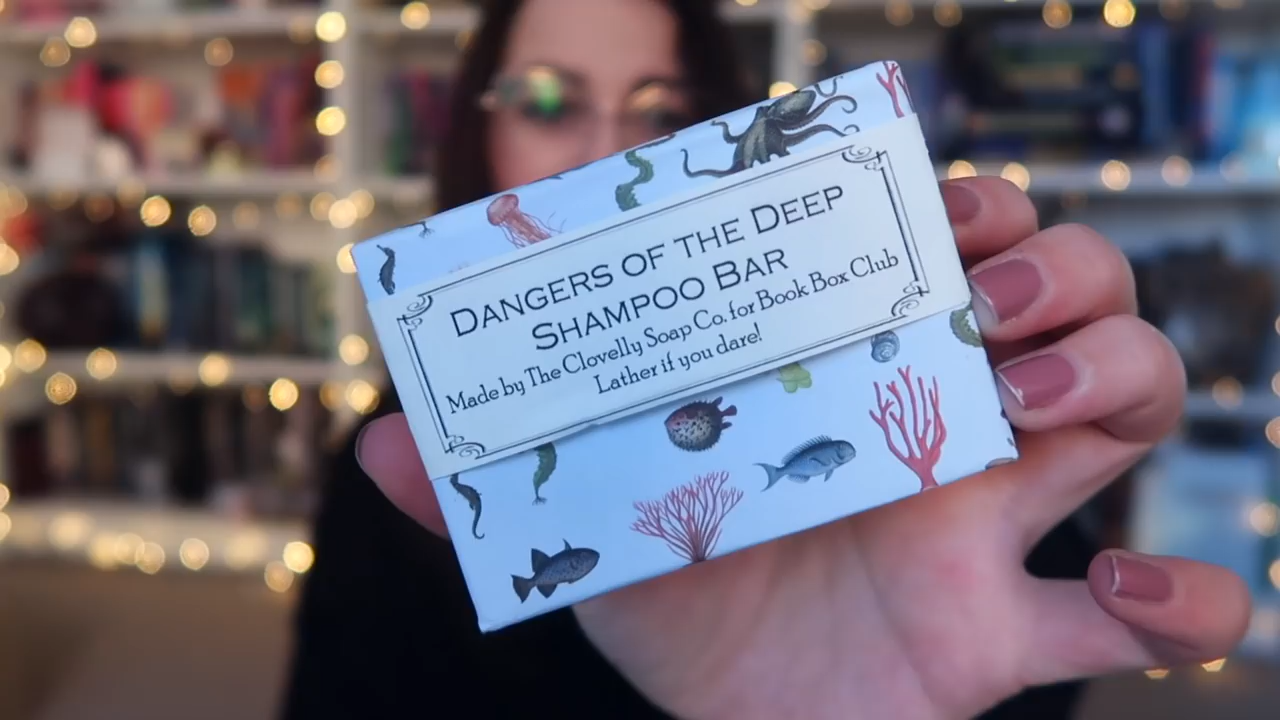 DANGERS OF THE DEEP
SHAMPOO BAR
Made by The Clovelly Soap Co. for Book Box Club
Lather if you dare!